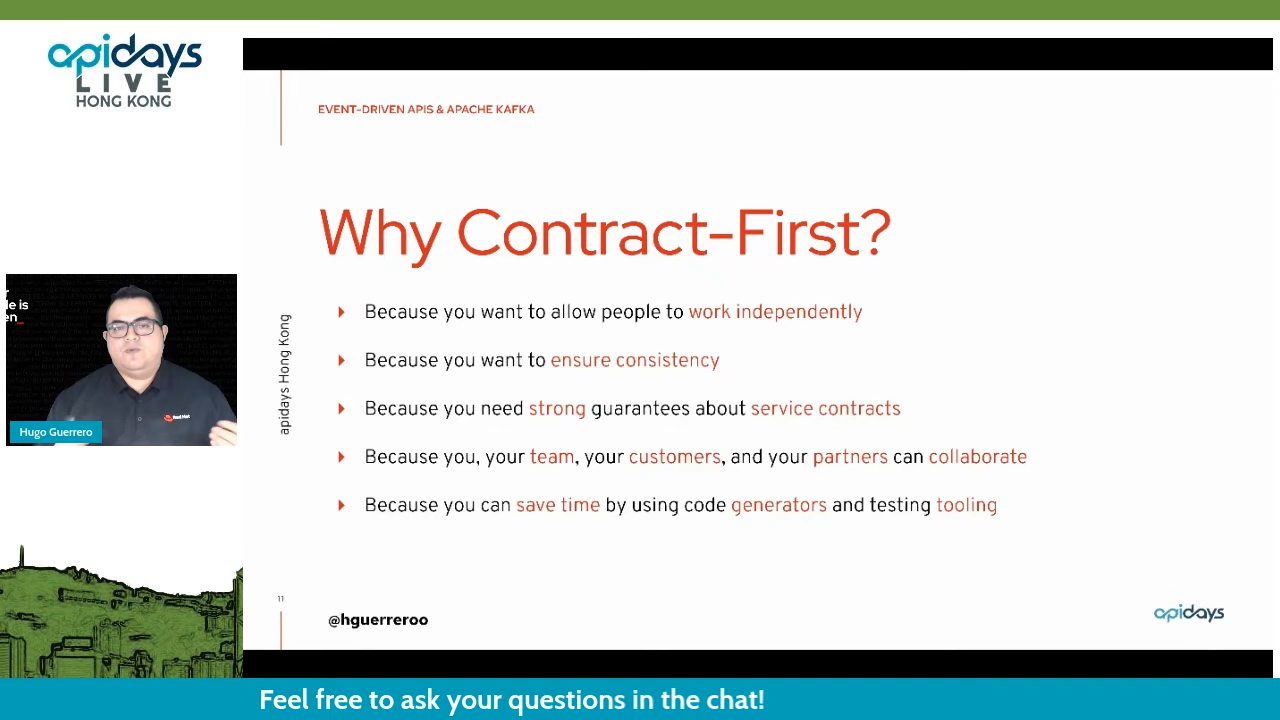 apidays
LIVE
HONG KONG
EVENT-DRIVEN APIS & APACHE KAFKA
Why Contract-First?
Because you want to allow people to work independently
Because you want to ensure consistency
Because you need strong guarantees about service contracts
Because you, your team, your customers, and your partners can collaborate
Because you can save time by using code generators and testing tooling
apidays Hong Kong
is
Red Hat
Hugo Guerrero
11
@hguerreroo
apidays
Feel free to ask your questions in the chat!